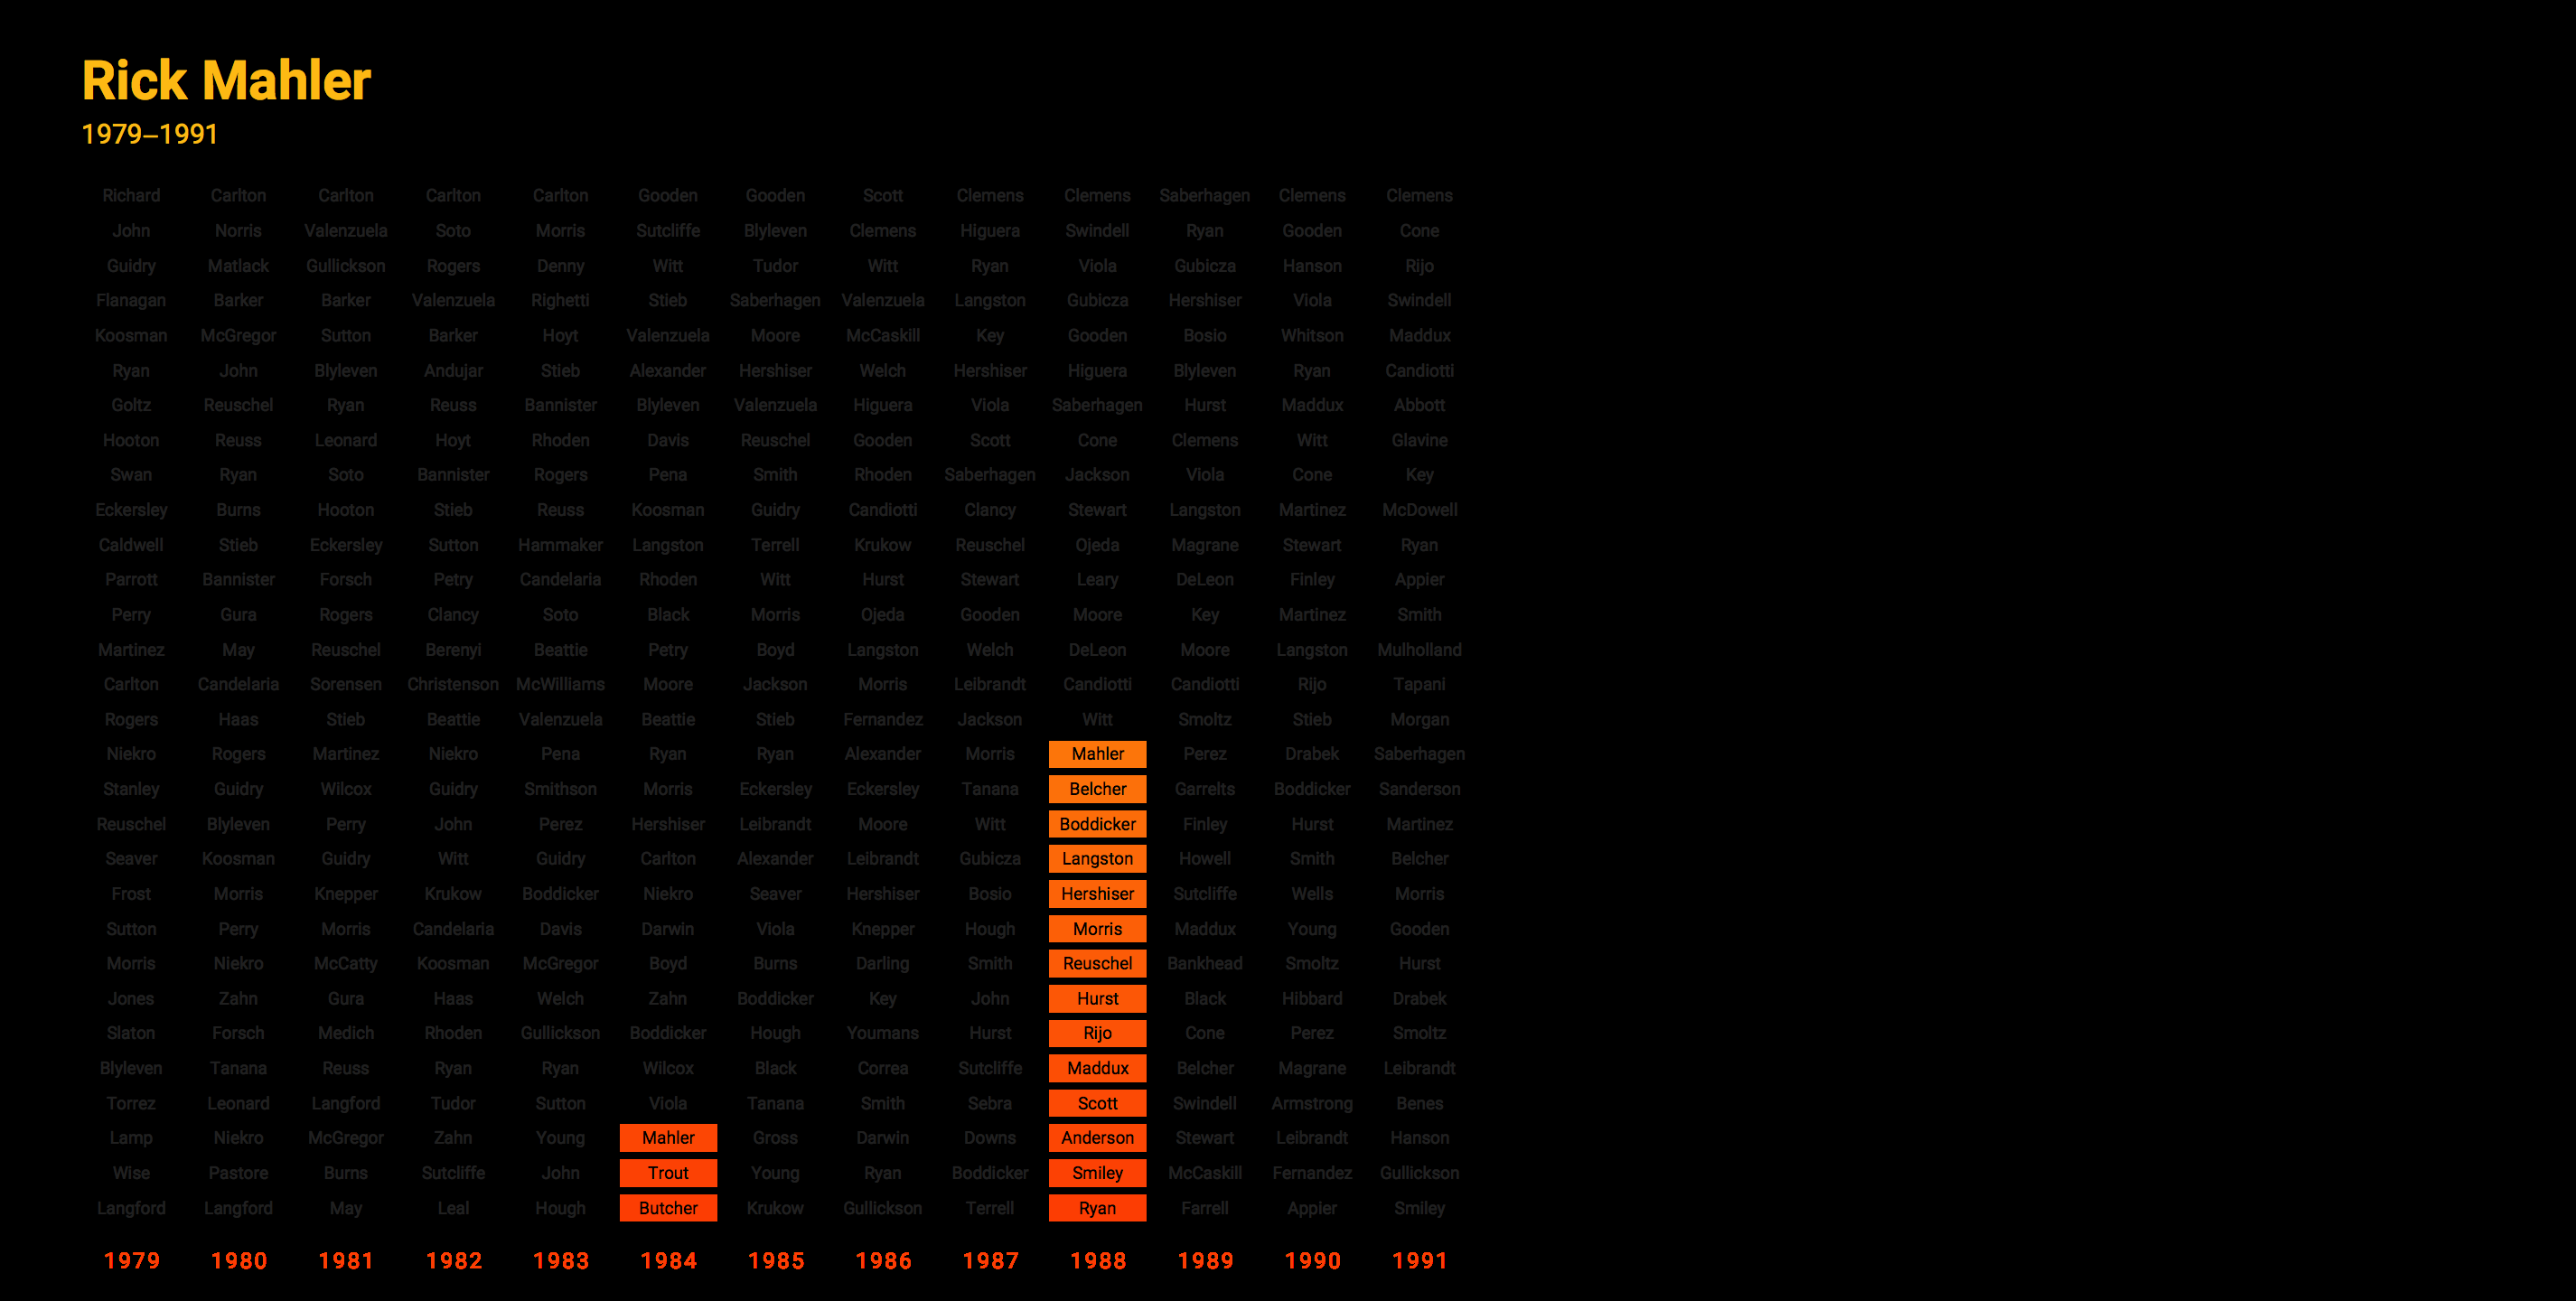 Rick Mahler
1979–1991
Richard Carlton Carlton Carlton Carlton Gooden Gooden Scott Clemens Clemens Saberhagen Clemens Clemens
John Norris Valenzuela Soto Morris Sutcliffe Blyleven Clemens Higuera Swindell Ryan Gooden Cone
Guidry Matlack Gullickson Rogers Denny Witt Tudor Witt Ryan Viola Gubicza Hanson Rijo
Flanagan Barker Barker Valenzuela Righetti Stieb Saberhagen Valenzuela Langston Gubicza Hershiser Viola Swindell
Koosman McGregor Sutton Barker Hoyt Valenzuela Moore McCaskill Key Gooden Bosio Whitson Maddux
Ryan John Blyleven Andujar Stieb Alexander Hershiser Welch Hershiser Higuera Blyleven Ryan Candiotti
Goltz Reuschel Ryan Reuss Bannister Blyleven Valenzuela Higuera Viola Saberhagen Hurst Maddux Abbott
Hooton Reuss Leonard Hoyt Rhoden Davis Reuschel Gooden Scott Cone Clemens Witt Glavine
Swan Ryan Soto Bannister Rogers Pena Smith Rhoden Saberhagen Jackson Viola Cone Key
Eckersley Burns Hooton Stieb Reuss Koosman Guidry Candiotti Clancy Stewart Langston Martinez McDowell
Caldwell Stieb Eckersley Sutton Hammaker Langston Terrell Krukow Reuschel Ojeda Magrane Stewart Ryan
Parrott Bannister Forsch Petry Candelaria Rhoden Witt Hurst Stewart Leary DeLeon Finley Appier
Perry Gura Rogers Clancy Soto Black Morris Ojeda Gooden Moore Key Martinez Smith
Martinez May Reuschel Berenyi Beattie Petry Boyd Langston Welch DeLeon Moore Langston Mulholland
Carlton Candelaria Sorensen Christenson McWilliams Moore Jackson Morris Leibrandt Candiotti Candiotti Rijo Tapani
Rogers Haas Stieb Beattie Valenzuela Beattie Stieb Fernandez Jackson Witt Smoltz Stieb Morgan
Niekro Rogers Martinez Niekro Pena Ryan Ryan Alexander Morris Mahler Perez Drabek Saberhagen
Stanley Guidry Wilcox Guidry Smithson Morris Eckersley Eckersley Tanana Belcher Garrelts Boddicker Sanderson
Reuschel Blyleven Perry John Perez Hershiser Leibrandt Moore Witt Boddicker Finley Hurst Martinez
Seaver Koosman Guidry Witt Guidry Carlton Alexander Leibrandt Gubicza Langston Howell Smith Belcher
Frost Morris Knepper Krukow Boddicker Niekro Seaver Hershiser Bosio Hershiser Sutcliffe Wells Morris
Sutton Perry Morris Candelaria Davis Darwin Viola Knepper Hough Morris Maddux Young Gooden
Morris Niekro McCatty Koosman McGregor Boyd Burns Darling Smith Reuschel Bankhead Smoltz Hurst
Jones Zahn Gura Haas Welch Zahn Boddicker Key John Hurst Black Hibbard Drabek
Slaton Forsch Medich Rhoden Gullickson Boddicker Hough Youmans Hurst Rijo Cone Perez Smoltz
Blyleven Tanana Reuss Ryan Ryan Wilcox Black Correa Sutcliffe Maddux Belcher Magrane Leibrandt
Torrez Leonard Langford Tudor Sutton Viola Tanana Smith Sebra Scott Swindell Armstrong Benes
Lamp Niekro McGregor Zahn Young Mahler Gross Darwin Downs Anderson Stewart Leibrandt Hanson
Wise Pastore Burns Sutcliffe John Trout Young Ryan Boddicker Smiley McCaskill Fernandez Gullickson
Langford Langford May Leal Hough Butcher Krukow Gullickson Terrell Ryan Farrell Appier Smiley
1979 1980 1981 1982 1983 1984 1985 1986 1987 1988 1989 1990 1991